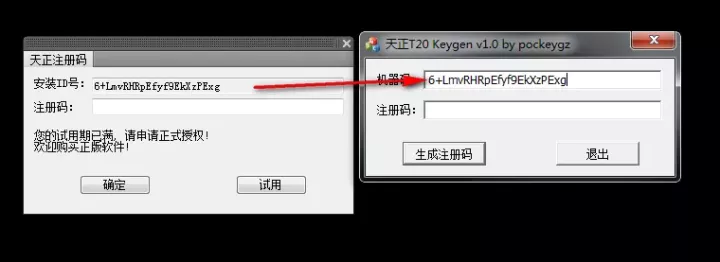 天正注册码
安装ID号：6+LmvRHRpEfyf9EkXzPExg
注册码：
您的试用期已满，请申请正式授权！
欢迎购买正版软件！
确定
试用
天正T20 Keygen v1.0 by pockeygz
机器码：6+LmvRHRpEfyf9EkXzPExg
注册码：
生成注册码
退出